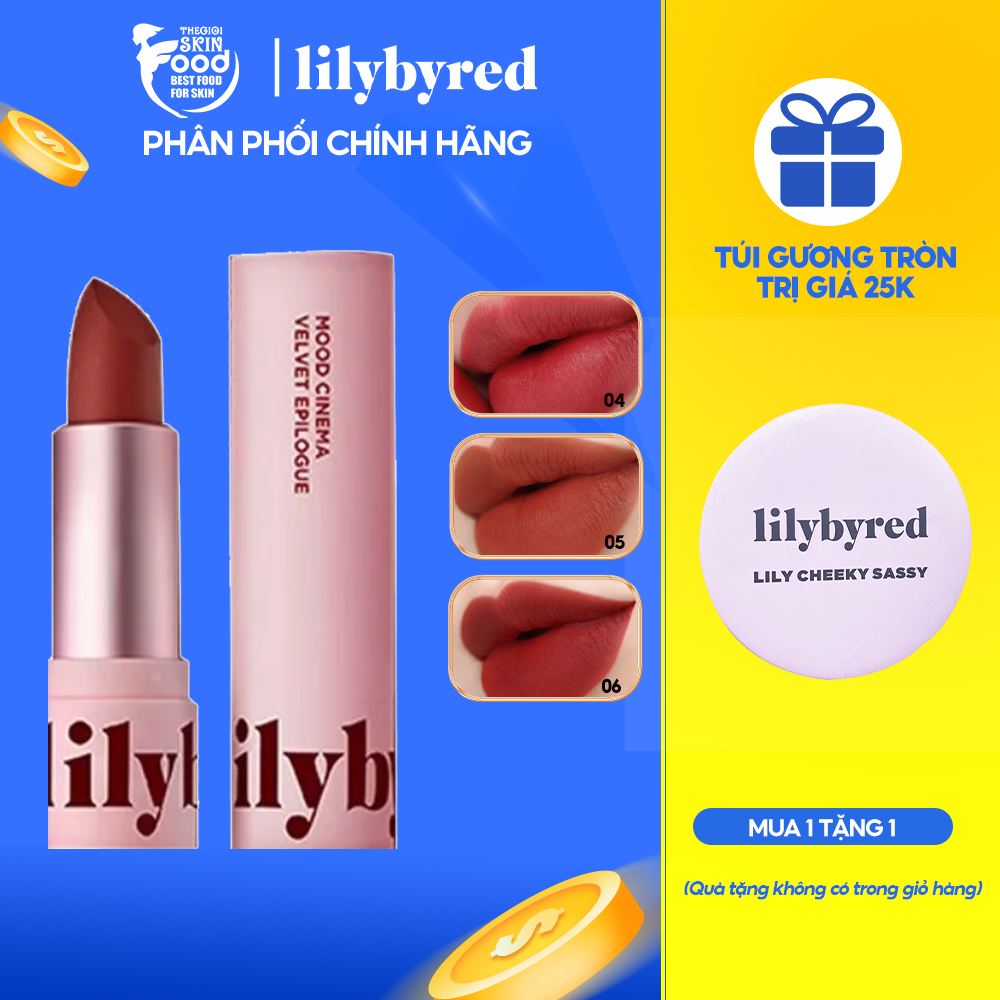 THEGIOI
SKIN
Food
BEST FOOD
FOR SKIN
lilybyred
PHÂN PHỐI CHÍNH HÃNG
TÚI GƯƠNG TRÒN
TRỊ GIÁ 25K
MOOD CINEMA
VELVET EPILOGUE
04
05
06
lilybyred
LILY CHEEKY SASSY
lilyb
ilyby
MUA 1 TẶNG 1
(Quà tặng không có trong giỏ hàng)